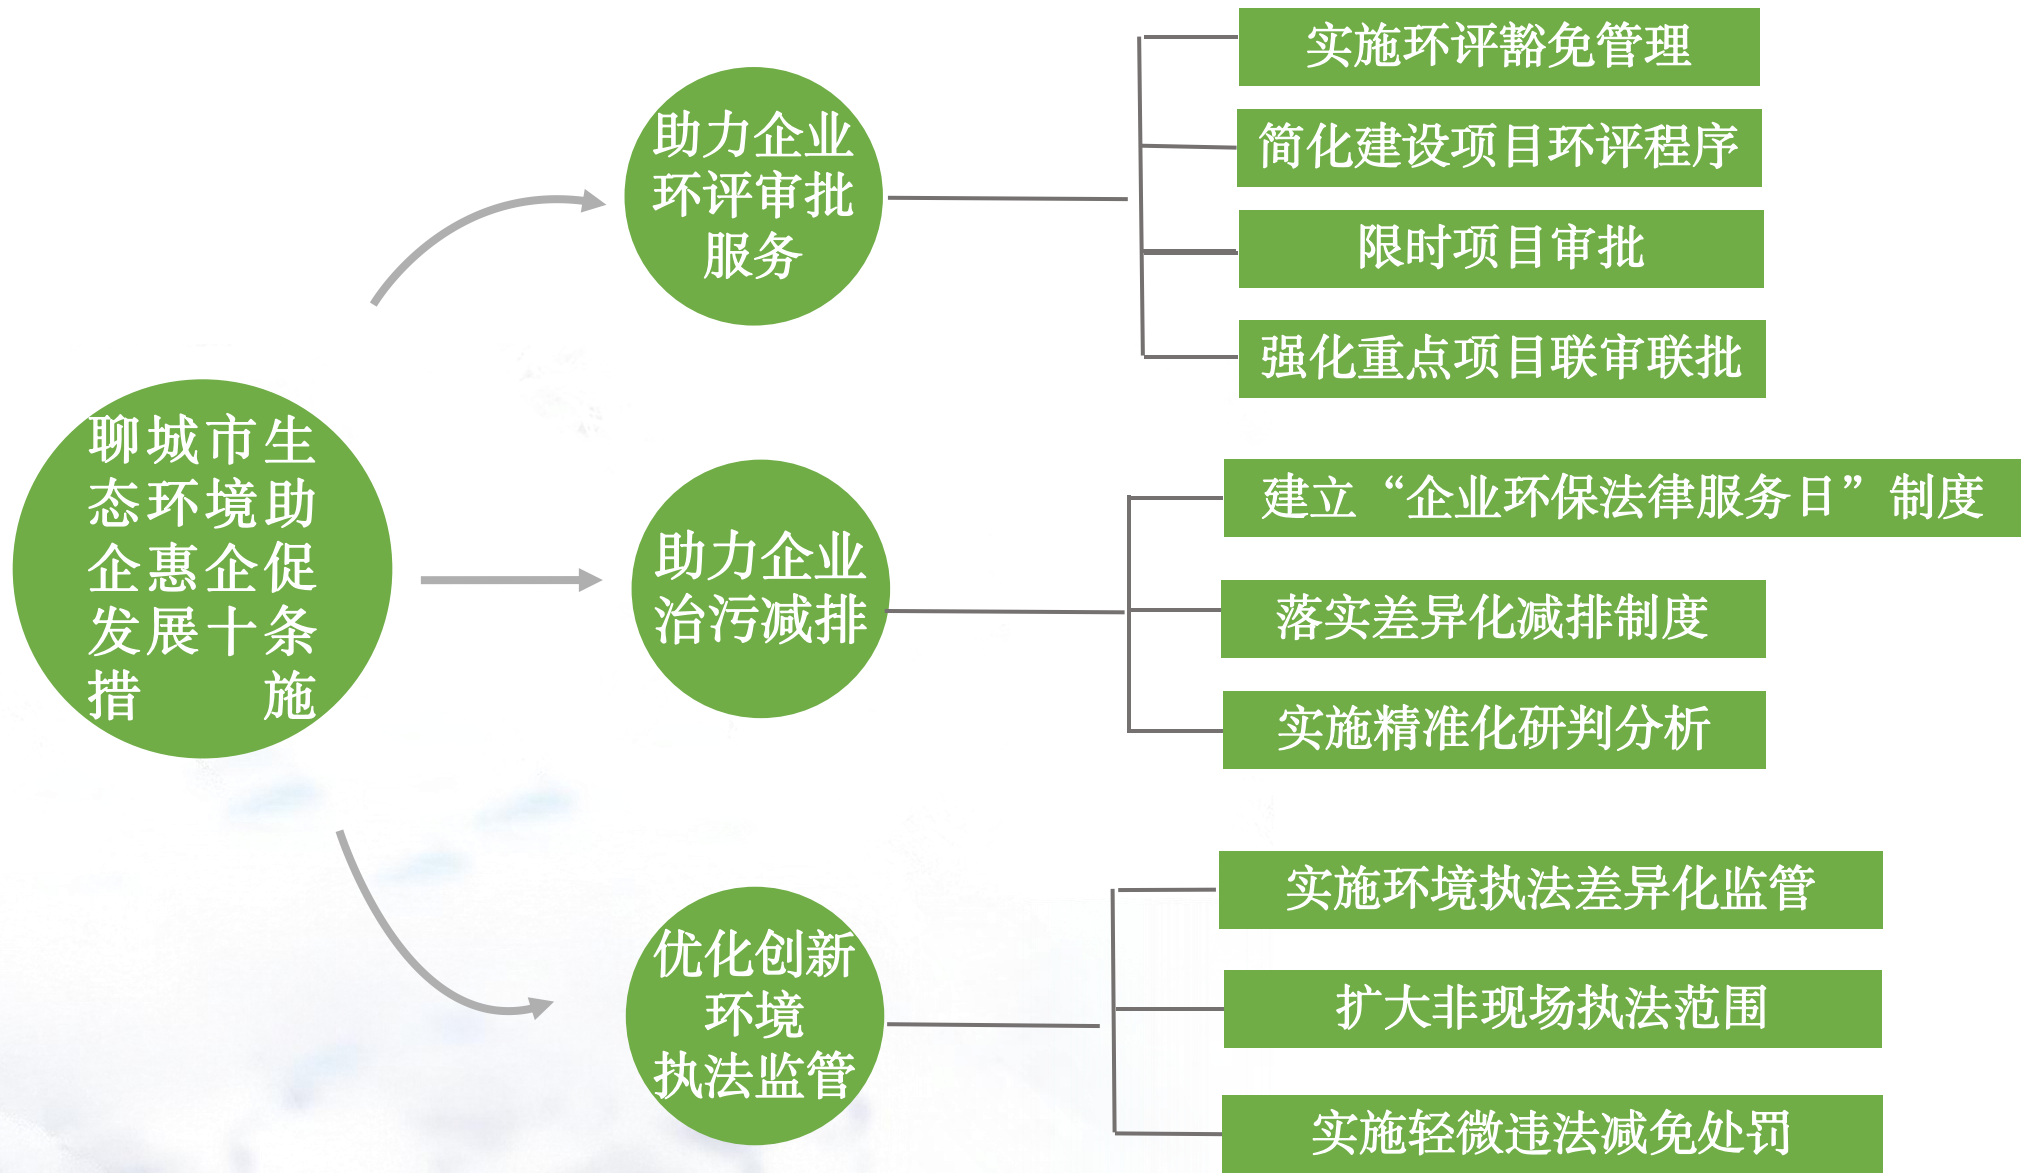 聊城市生
态环境助
企惠企促
发展十条
措施
助力企业
环评审批
服务
实施环评豁免管理
简化建设项目环评程序
限时项目审批
强化重点项目联审联批
助力企业
治污减排
建立“企业环保法律服务日”制度
落实差异化减排制度
实施精准化研判分析
优化创新
环境
执法监管
实施环境执法差异化监管
扩大非现场执法范围
实施轻微违法减免处罚